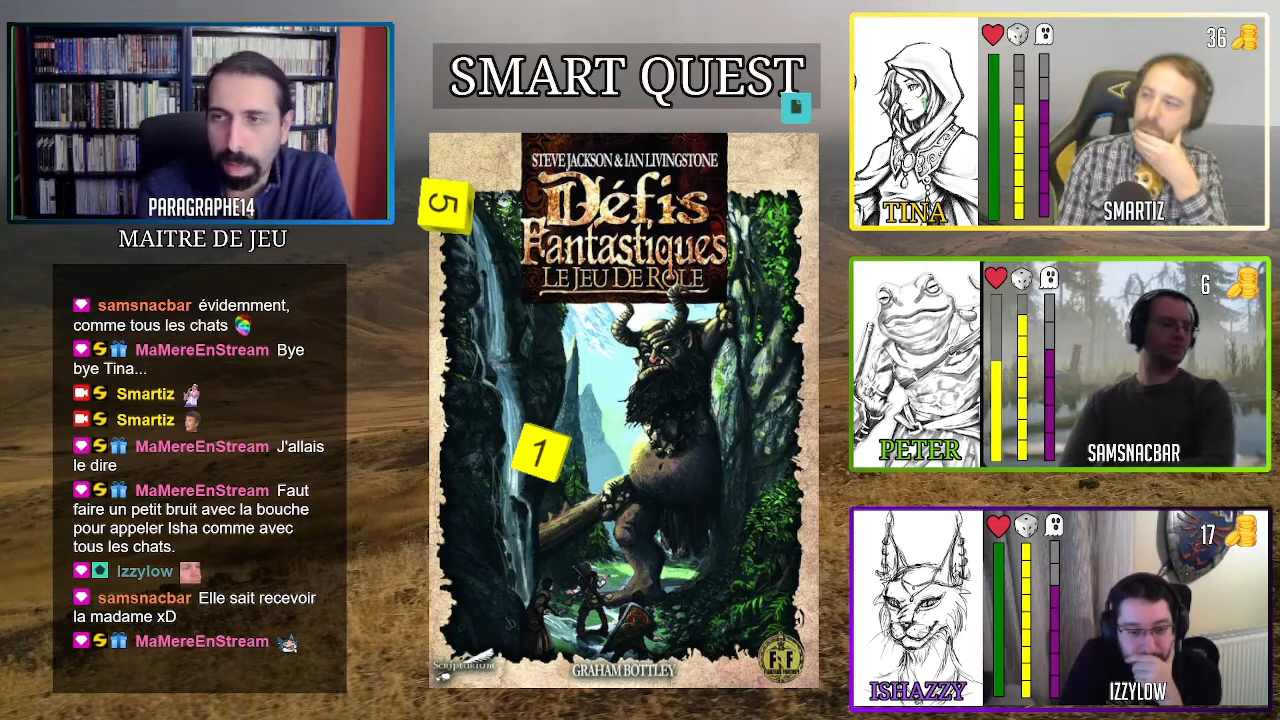 SMART QUEST
PARAGRAPHE14
MAITRE DE JEU
samsnacbar évidemment,
comme tous les chats
MaMereEnStream Bye
bye Tina...
Smartiz
Smartiz
MaMereEnStream J'allais
le dire
MaMereEnStream Faut
faire un petit bruit avec la bouche
pour appeler Isha comme avec
tous les chats.
Izzylow
samsnacbar Elle sait recevoir
la madame xD
MaMereEnStream
STEVE JACKSON & IAN LIVINGSTONE
Défis
Fantastiques
LE JEU DE RÔLE
5
1
SCRIPTARIUM
GRAHAM BOTTLEY
FF
36
TINA
SMARTIZ
6
PETER
SAMSNACBAR
17
ISHAZZY
IZZYLOW